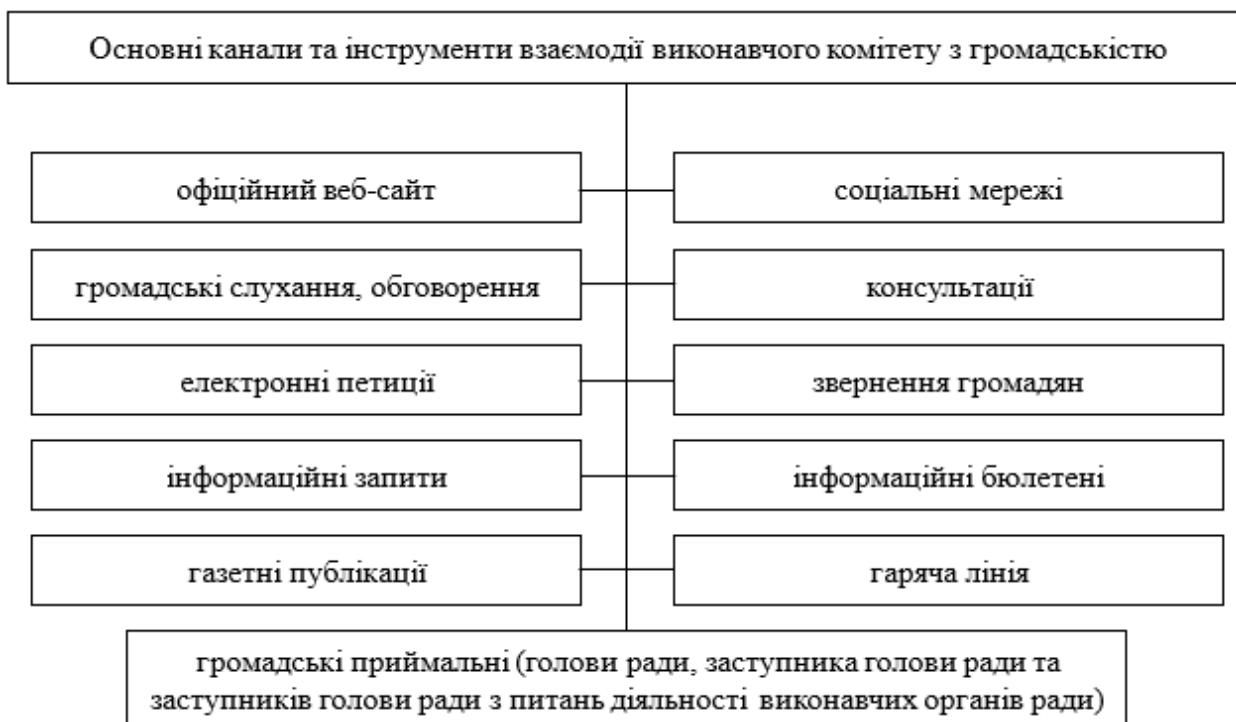 Основні канали та інструменти взаємодії виконавчого комітету з громадськістю
офіційний веб-сайт
соціальні мережі
громадські слухання, обговорення
консультації
електронні петиції
звернення громадян
інформаційні запити
інформаційні бюлетені
газетні публікації
гаряча лінія
громадські приймальні (голови ради, заступника голови ради та
заступників голови ради з питань діяльності виконавчих органів ради)